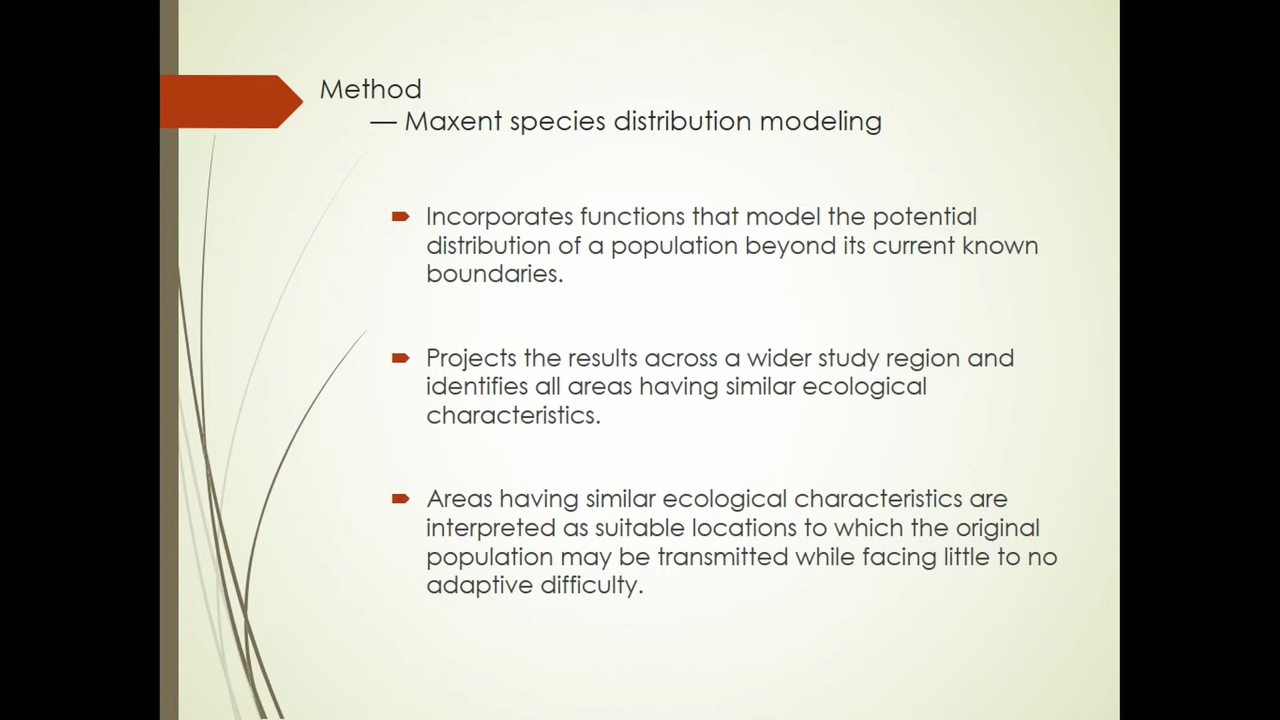 Method
— Maxent species distribution modeling
Incorporates functions that model the potential
distribution of a population beyond its current known
boundaries.
Projects the results across a wider study region and
identifies all areas having similar ecological
characteristics.
Areas having similar ecological characteristics are
interpreted as suitable locations to which the original
population may be transmitted while facing little to no
adaptive difficulty.